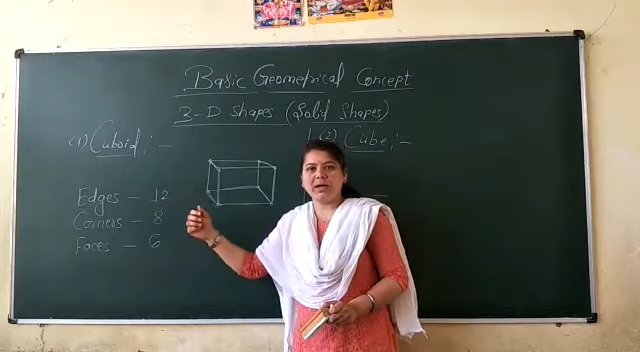 Basic Geometrical Concept
3-D Shapes (Solid Shapes)
(1) Cuboid :-
(2) Cube :-
Edges - 12
Corners - 8
Faces - 6